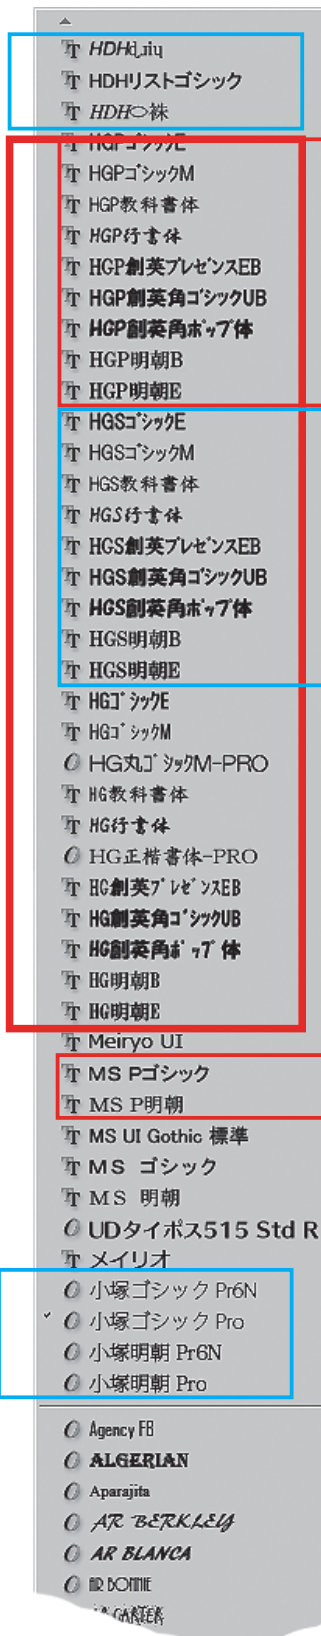 HDHリストゴシック
HDH
HGPゴシックE
HGPゴシックM
HGP教科書体
HGP行書体
HGP創英プレゼンスEB
HGP創英角ゴシックUB
HGP創英角ポップ体
HGP明朝B
HGP明朝E
HGSゴシックE
HGSゴシックM
HGS教科書体
HGS行書体
HGS創英プレゼンスEB
HGS創英角ゴシックUB
HGS創英角ポップ体
HGS明朝B
HGS明朝E
HGゴシックE
HGゴシックM
HG丸ゴシックM-PRO
HG教科書体
HG行書体
HG正楷書体-PRO
HG創英プレゼンスEB
HG創英角ゴシックUB
HG創英角ポップ体
HG明朝B
HG明朝E
Meiryo UI
MS Pゴシック
MS P明朝
MS UI Gothic 標準
MS ゴシック
MS 明朝
UDタイポス515 Std R
メイリオ
小塚ゴシック Pr6N
小塚ゴシック Pro
小塚明朝 Pr6N
小塚明朝 Pro
Agency FB
ALGERIAN
Aparajita
AR BERKLEY
AR BLANCA
AR BONNIE